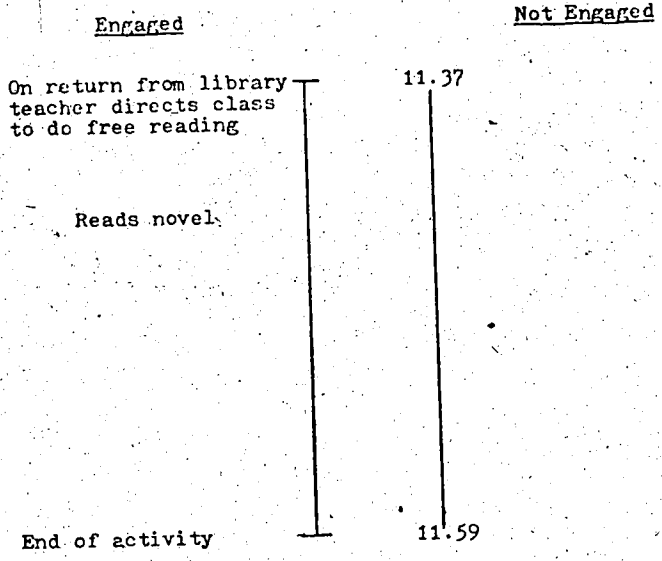 Engaged
Not Engaged
On return from library
teacher directs class
to do free reading
11.37
Reads novel
End of activity
11.59